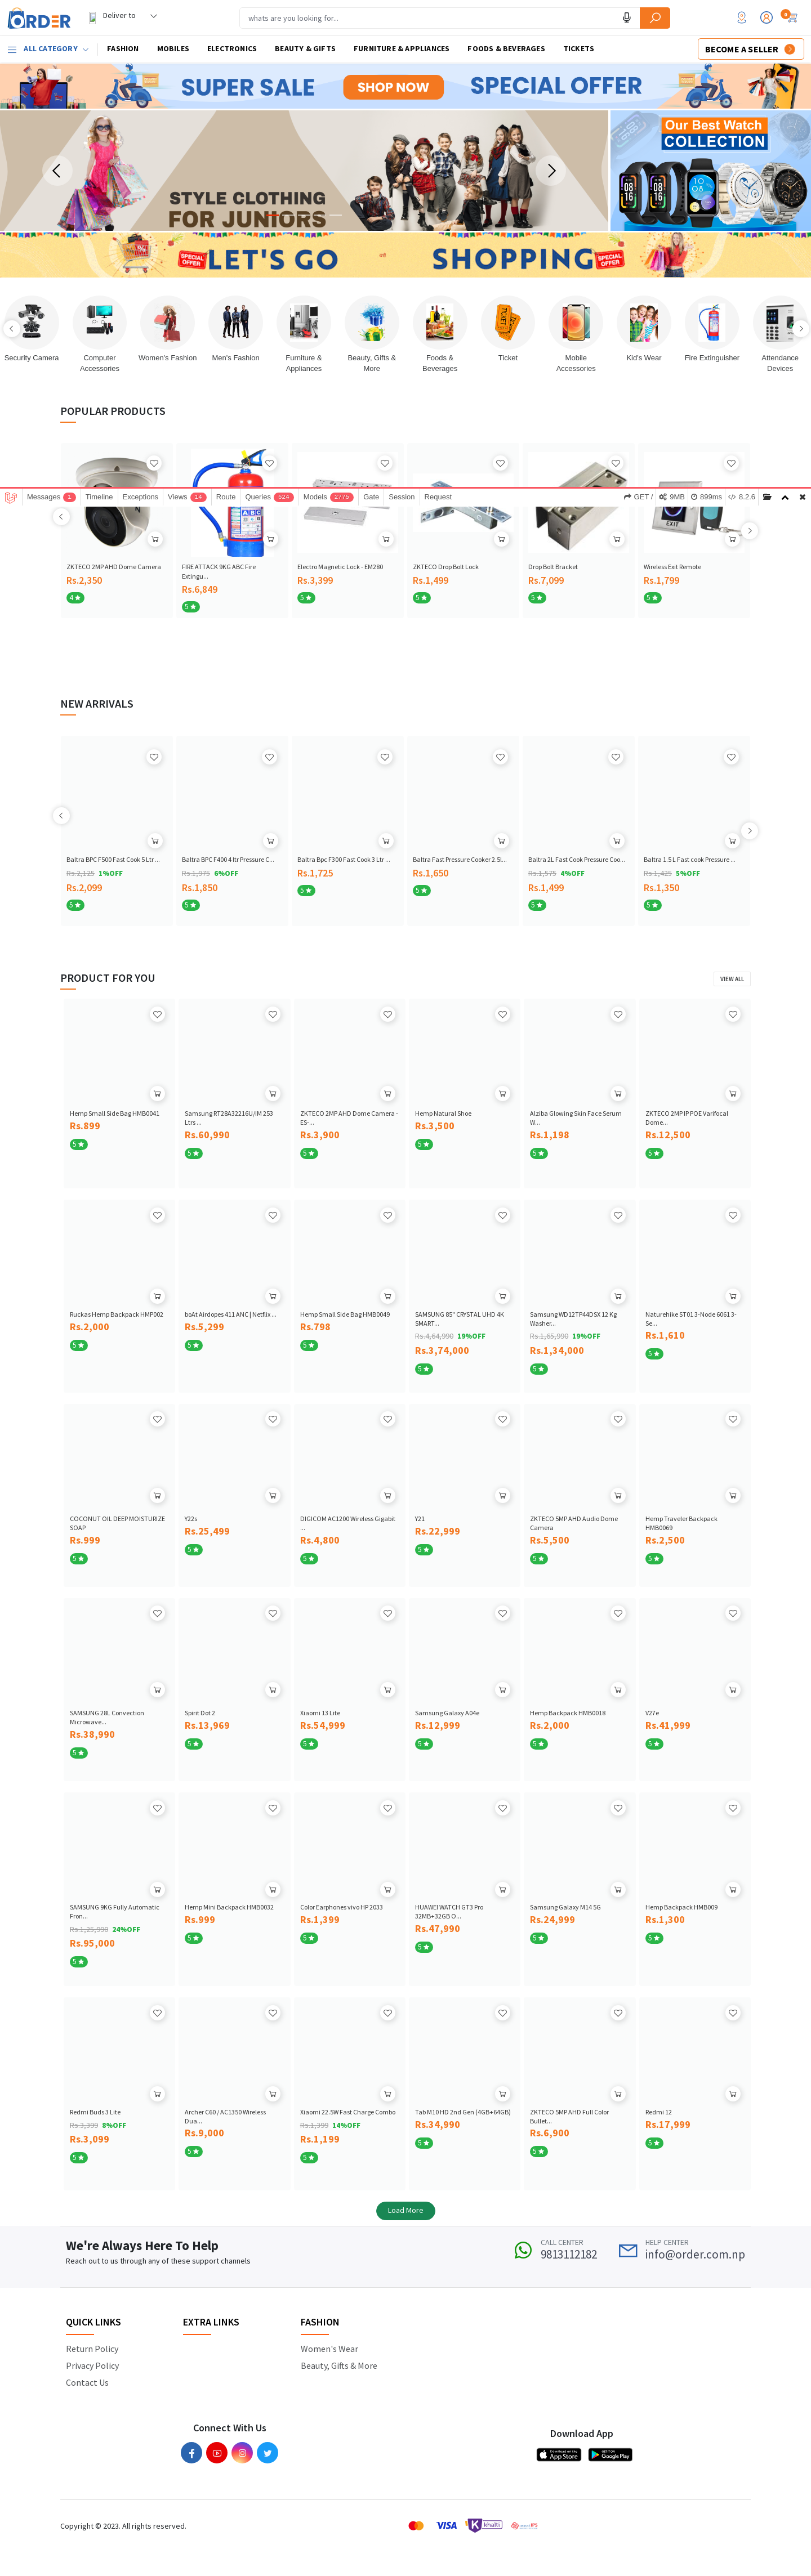 ORDER
Deliver to
whats are you looking for...
0
ALL CATEGORY
FASHION
MOBILES
ELECTRONICS
BEAUTY & GIFTS
FURNITURE & APPLIANCES
FOODS & BEVERAGES
TICKETS
BECOME A SELLER
SUPER SALE
SHOP NOW
SPECIAL OFFER
STYLE CLOTHING
FOR JUNIORS
Our Best Watch
COLLECTION
SPECIAL OFFER
LET'S GO
SHOPPING
SPECIAL OFFER
Security Camera
Computer Accessories
Women's Fashion
Men's Fashion
Furniture & Appliances
Beauty, Gifts & More
Foods & Beverages
Ticket
Mobile Accessories
Kid's Wear
Fire Extinguisher
Attendance Devices
POPULAR PRODUCTS
Messages 1 Timeline Exceptions Views 14 Route Queries 624 Models 2775 Gate Session Request GET / 9MB 899ms 8.2.6
ABC
EXIT
ZKTECO 2MP AHD Dome Camera
Rs.2,350
4
FIRE ATTACK 9KG ABC Fire Extingu...
Rs.6,849
5
Electro Magnetic Lock - EM280
Rs.3,399
5
ZKTECO Drop Bolt Lock
Rs.1,499
5
Drop Bolt Bracket
Rs.7,099
5
Wireless Exit Remote
Rs.1,799
5
NEW ARRIVALS
Baltra BPC F500 Fast Cook 5 Ltr ...
Rs.2,125 1%OFF
Rs.2,099
5
Baltra BPC F400 4 ltr Pressure C...
Rs.1,975 6%OFF
Rs.1,850
5
Baltra Bpc F300 Fast Cook 3 Ltr ...
Rs.1,725
5
Baltra Fast Pressure Cooker 2.5l...
Rs.1,650
5
Baltra 2L Fast Cook Pressure Coo...
Rs.1,575 4%OFF
Rs.1,499
5
Baltra 1.5 L Fast cook Pressure ...
Rs.1,425 5%OFF
Rs.1,350
5
PRODUCT FOR YOU
VIEW ALL
Hemp Small Side Bag HMB0041
Rs.899
5
Samsung RT28A32216U/IM 253 Ltrs ...
Rs.60,990
5
ZKTECO 2MP AHD Dome Camera - ES-...
Rs.3,900
5
Hemp Natural Shoe
Rs.3,500
5
Alziba Glowing Skin Face Serum W...
Rs.1,198
5
ZKTECO 2MP IP POE Varifocal Dome...
Rs.12,500
5
Ruckas Hemp Backpack HMP002
Rs.2,000
5
boAt Airdopes 411 ANC | Netflix ...
Rs.5,299
5
Hemp Small Side Bag HMB0049
Rs.798
5
SAMSUNG 85" CRYSTAL UHD 4K SMART...
Rs.4,64,990 19%OFF
Rs.3,74,000
5
Samsung WD12TP44DSX 12 Kg Washer...
Rs.1,65,990 19%OFF
Rs.1,34,000
5
Naturehike ST01 3-Node 6061 3-Se...
Rs.1,610
5
COCONUT OIL DEEP MOISTURIZE SOAP
Rs.999
5
Y22s
Rs.25,499
5
DIGICOM AC1200 Wireless Gigabit ...
Rs.4,800
5
Y21
Rs.22,999
5
ZKTECO 5MP AHD Audio Dome Camera
Rs.5,500
5
Hemp Traveler Backpack HMB0069
Rs.2,500
5
SAMSUNG 28L Convection Microwave...
Rs.38,990
5
Spirit Dot 2
Rs.13,969
5
Xiaomi 13 Lite
Rs.54,999
5
Samsung Galaxy A04e
Rs.12,999
5
Hemp Backpack HMB0018
Rs.2,000
5
V27e
Rs.41,999
5
SAMSUNG 9KG Fully Automatic Fron...
Rs.1,25,990 24%OFF
Rs.95,000
5
Hemp Mini Backpack HMB0032
Rs.999
5
Color Earphones vivo HP 2033
Rs.1,399
5
HUAWEI WATCH GT3 Pro 32MB+32GB O...
Rs.47,990
5
Samsung Galaxy M14 5G
Rs.24,999
5
Hemp Backpack HMB009
Rs.1,300
5
Redmi Buds 3 Lite
Rs.3,399 8%OFF
Rs.3,099
5
Archer C60 / AC1350 Wireless Dua...
Rs.9,000
5
Xiaomi 22.5W Fast Charge Combo
Rs.1,399 14%OFF
Rs.1,199
5
Tab M10 HD 2nd Gen (4GB+64GB)
Rs.34,990
5
ZKTECO 5MP AHD Full Color Bullet...
Rs.6,900
5
Redmi 12
Rs.17,999
5
Load More
We're Always Here To Help
Reach out to us through any of these support channels
CALL CENTER
9813112182
HELP CENTER
info@order.com.np
QUICK LINKS
Return Policy
Privacy Policy
Contact Us
EXTRA LINKS
FASHION
Women's Wear
Beauty, Gifts & More
Connect With Us
Download App
App Store
GET IT ON
Google Play
Copyright © 2023. All rights reserved.
VISA
khalti